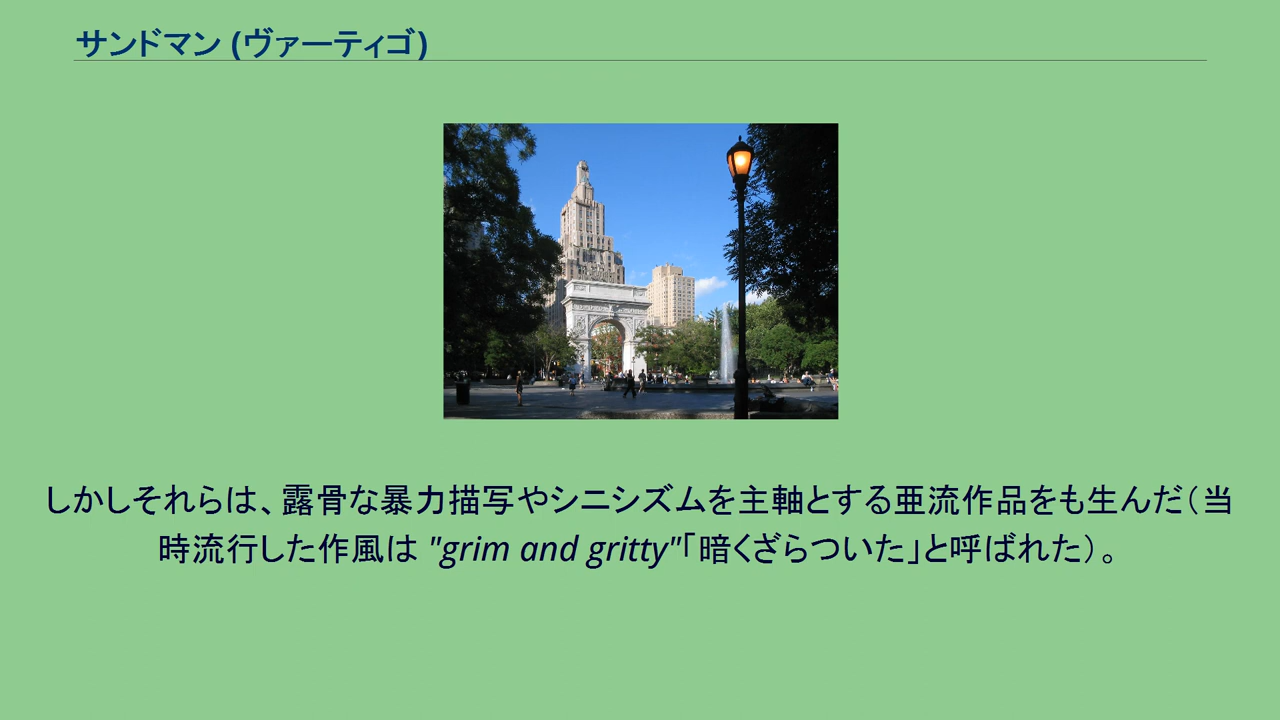 サンドマン (ヴァーティゴ)
しかしそれらは、露骨な暴力描写やシニシズムを主軸とする亜流作品をも生んだ（当
時流行した作風は "grim and gritty"「暗くざらついた」と呼ばれた）。